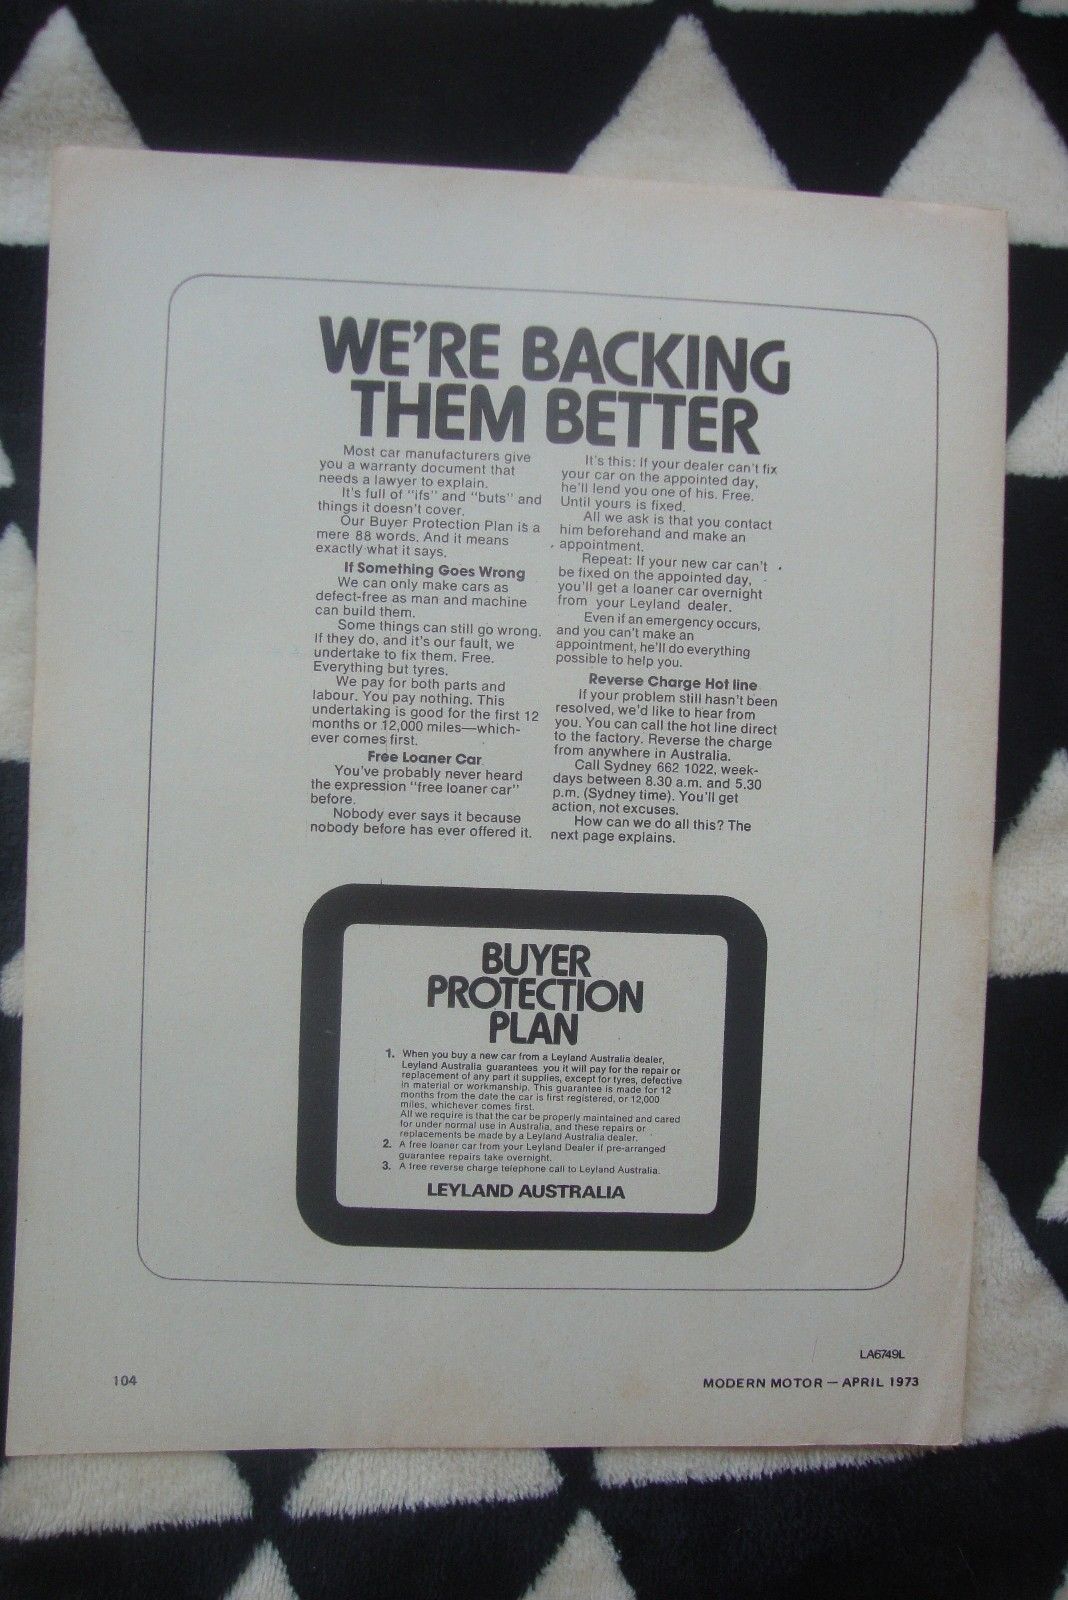 WE'RE BACKING
THEM BETTER
Most car manufacturers give
you a warranty document that
needs a lawyer to explain.
It's full of "ifs" and "buts" and
things it doesn't cover.
Our Buyer Protection Plan is a
mere 88 words. And it means
exactly what it says.
If Something Goes Wrong
We can only make cars as
defect-free as man and machine
can build them.
Some things can still go wrong.
If they do, and it's our fault, we
undertake to fix them. Free.
Everything but tyres.
We pay for both parts and
labour. You pay nothing. This
undertaking is good for the first 12
months or 12,000 miles—which-
ever comes first.
Free Loaner Car
You've probably never heard
the expression "free loaner car"
before.
Nobody ever says it because
nobody before has ever offered it.
It's this: If your dealer can't fix
your car on the appointed day,
he'll lend you one of his. Free.
Until yours is fixed.
All we ask is that you contact
him beforehand and make an
appointment.
Repeat: If your new car can't
be fixed on the appointed day,
you'll get a loaner car overnight
from your Leyland dealer.
Even if an emergency occurs,
and you can't make an
appointment, he'll do everything
possible to help you.
Reverse Charge Hot line
If your problem still hasn't been
resolved, we'd like to hear from
you. You can call the hot line direct
to the factory. Reverse the charge
from anywhere in Australia.
Call Sydney 662 1022, week-
days between 8.30 a.m. and 5.30
p.m. (Sydney time). You'll get
action, not excuses.
How can we do all this? The
next page explains.
BUYER
PROTECTION
PLAN
1. When you buy a new car from a Leyland Australia dealer,
Leyland Australia guarantees you it will pay for the repair or
replacement of any part it supplies, except for tyres, defective
in material or workmanship. This guarantee is made for 12
months from the date the car is first registered, or 12,000
miles, whichever comes first.
All we require is that the car be properly maintained and cared
for under normal use in Australia, and these repairs or
replacements be made by a Leyland Australia dealer.
2. A free loaner car from your Leyland Dealer if pre-arranged
guarantee repairs take overnight.
3. A free reverse charge telephone call to Leyland Australia.
LEYLAND AUSTRALIA
LA6749L
104
MODERN MOTOR — APRIL 1973